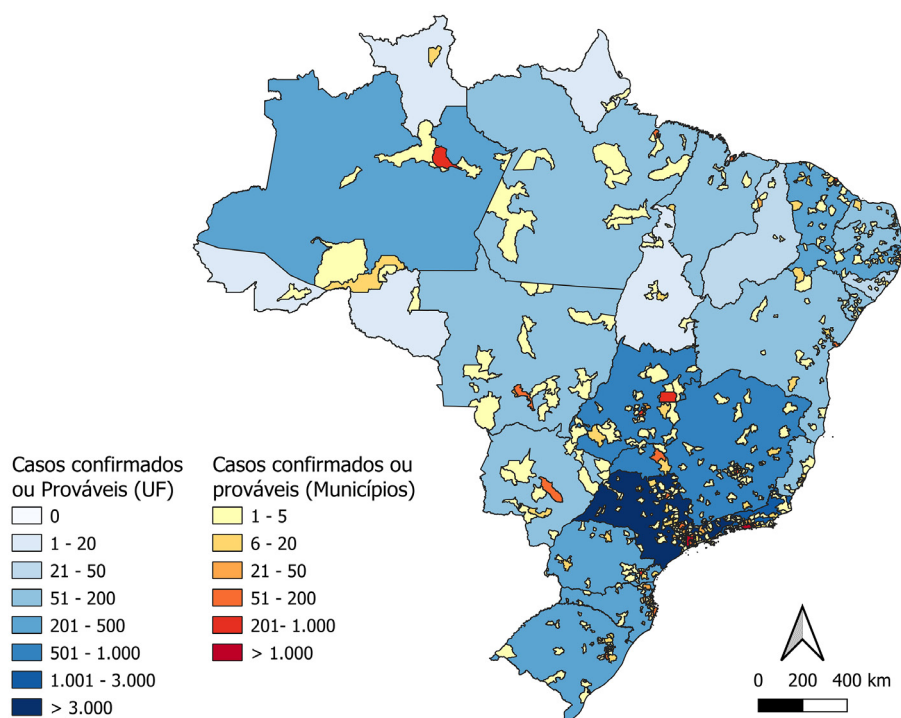 Casos confirmados
ou Prováveis (UF)
0
1 - 20
21 - 50
51 - 200
201 - 500
501 - 1.000
1.001 - 3.000
> 3.000
Casos confirmados ou
prováveis (Municípios)
1 - 5
6 - 20
21 - 50
51 - 200
201- 1.000
> 1.000
0 200 400 km